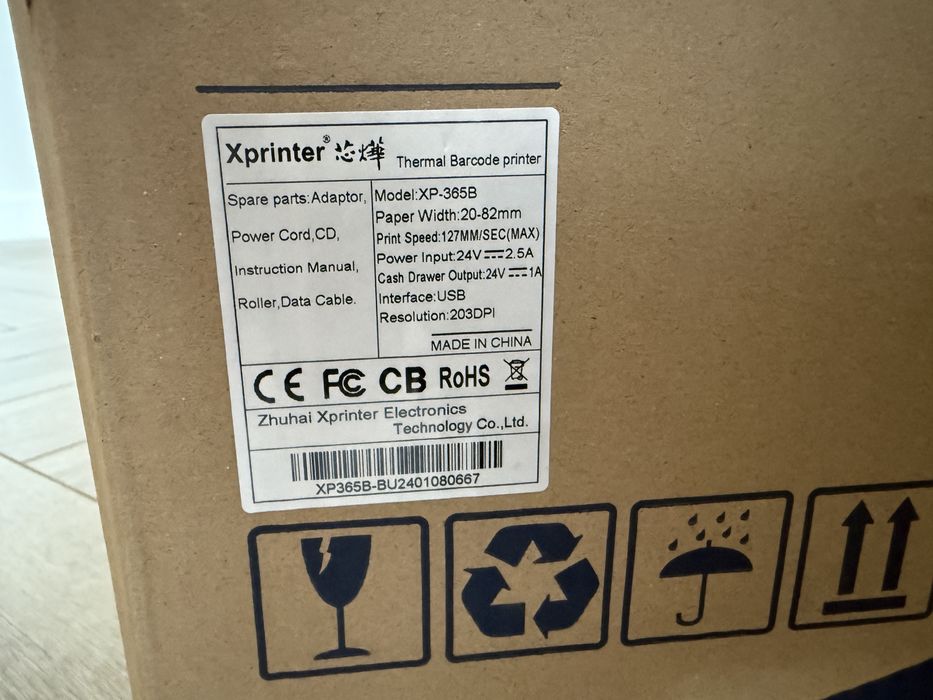 Xprinter® 芯烨 Thermal Barcode printer
Spare parts:Adaptor,
Power Cord,CD,
Instruction Manual,
Roller,Data Cable.
Model:XP-365B
Paper Width:20-82mm
Print Speed:127MM/SEC(MAX)
Power Input:24V⎓2.5A
Cash Drawer Output:24V⎓1A
Interface:USB
Resolution:203DPI
MADE IN CHINA
CE FC CB RoHS
Zhuhai Xprinter Electronics
Technology Co.,Ltd.
XP365B-BU2401080667